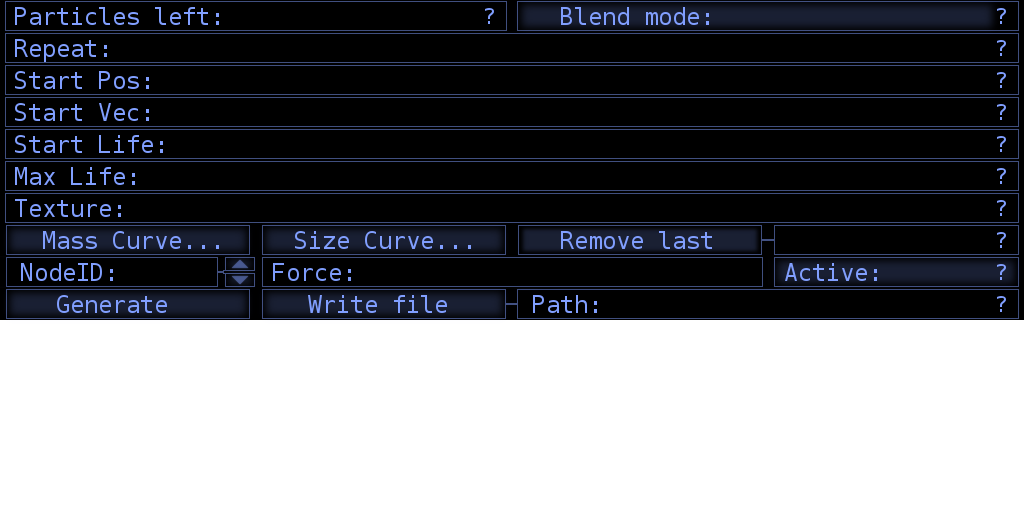 Particles left: ? Blend mode: ?
Repeat: ?
Start Pos: ?
Start Vec: ?
Start Life: ?
Max Life: ?
Texture: ?
Mass Curve... Size Curve... Remove last ?
NodeID: Force: Active: ?
Generate Write file Path: ?